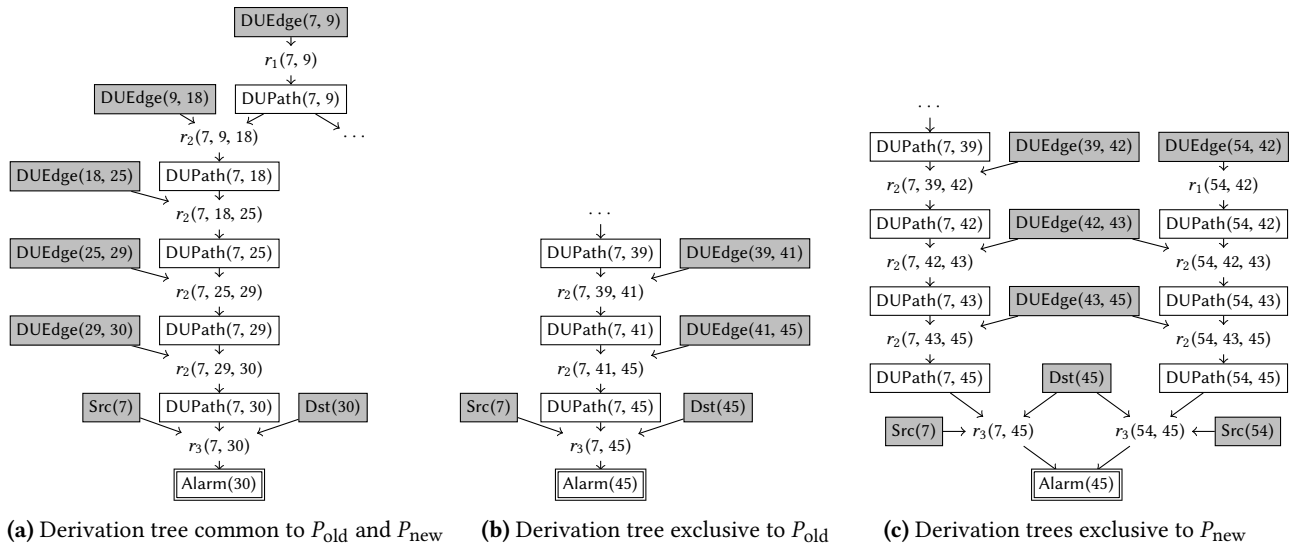 DUEdge(7, 9)
r₁(7, 9)
DUEdge(9, 18) DUPath(7, 9)
r₂(7, 9, 18) . . .
DUEdge(18, 25) DUPath(7, 18)
r₂(7, 18, 25)
DUEdge(25, 29) DUPath(7, 25)
r₂(7, 25, 29)
DUEdge(29, 30) DUPath(7, 29)
r₂(7, 29, 30)
Src(7) DUPath(7, 30) Dst(30)
r₃(7, 30)
Alarm(30)
(a) Derivation tree common to P_old and P_new
. . .
DUPath(7, 39) DUEdge(39, 41)
r₂(7, 39, 41)
DUPath(7, 41) DUEdge(41, 45)
r₂(7, 41, 45)
Src(7) DUPath(7, 45) Dst(45)
r₃(7, 45)
Alarm(45)
(b) Derivation tree exclusive to P_old
. . .
DUPath(7, 39) DUEdge(39, 42) DUEdge(54, 42)
r₂(7, 39, 42) r₁(54, 42)
DUPath(7, 42) DUEdge(42, 43) DUPath(54, 42)
r₂(7, 42, 43) r₂(54, 42, 43)
DUPath(7, 43) DUEdge(43, 45) DUPath(54, 43)
r₂(7, 43, 45) r₂(54, 43, 45)
DUPath(7, 45) Dst(45) DUPath(54, 45)
Src(7) r₃(7, 45) r₃(54, 45) Src(54)
Alarm(45)
(c) Derivation trees exclusive to P_new